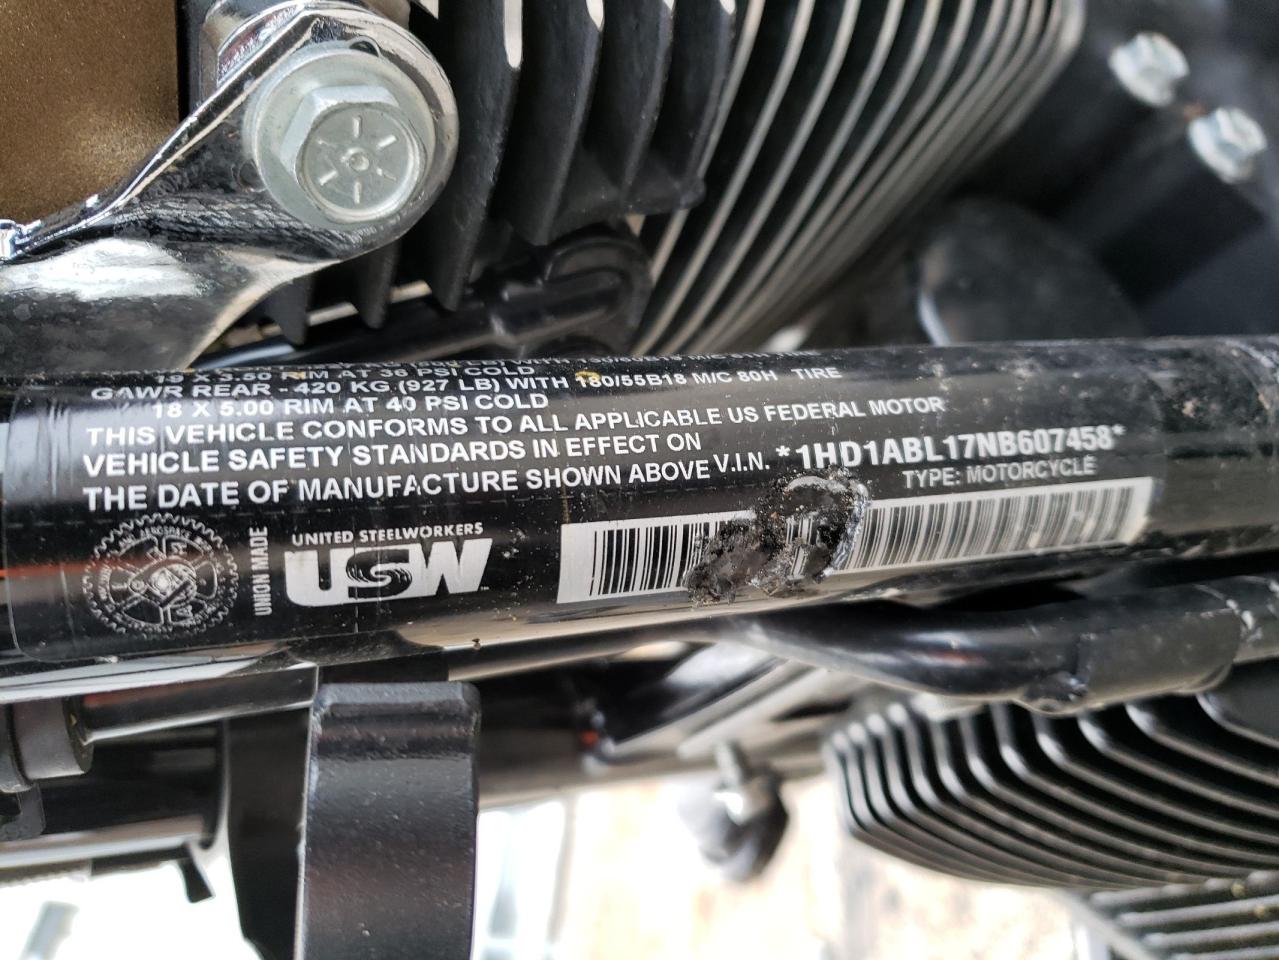 19 X 3.50 RIM AT 36 PSI COLD
GAWR REAR - 420 KG (927 LB) WITH 180/55B18 M/C 80H TIRE
18 X 5.00 RIM AT 40 PSI COLD
THIS VEHICLE CONFORMS TO ALL APPLICABLE US FEDERAL MOTOR
VEHICLE SAFETY STANDARDS IN EFFECT ON
THE DATE OF MANUFACTURE SHOWN ABOVE V.I.N. *1HD1ABL17NB607458*
TYPE: MOTORCYCLE
UNION MADE
UNITED STEELWORKERS
USW